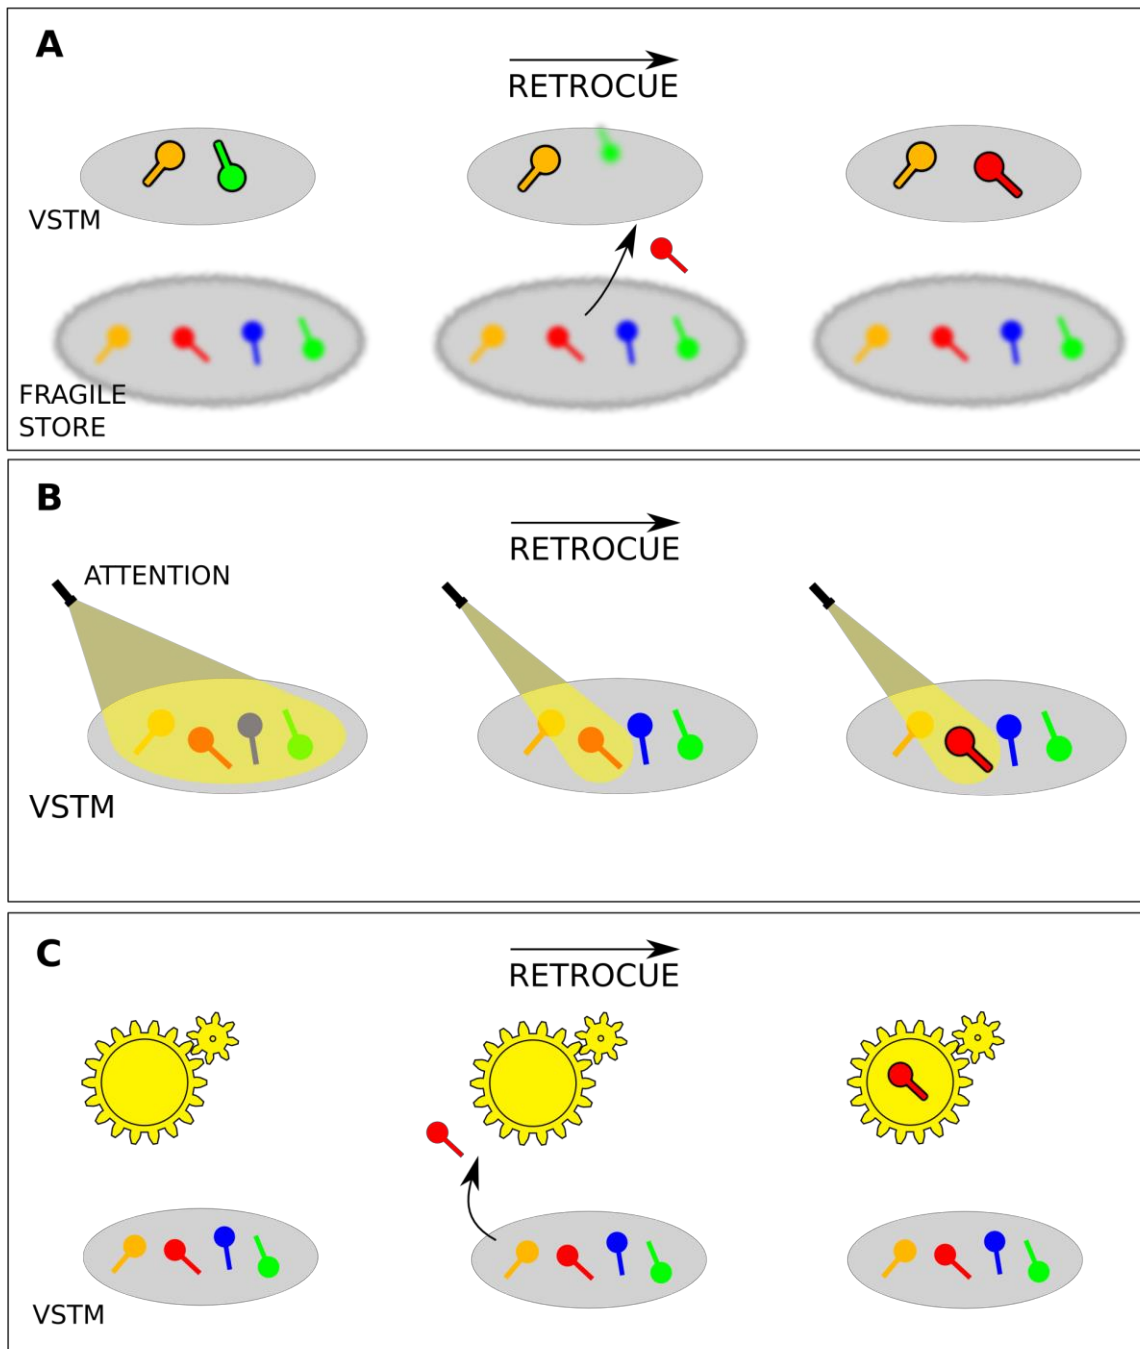 A
RETROCUE
VSTM
FRAGILE
STORE
B
RETROCUE
ATTENTION
VSTM
C
RETROCUE
VSTM